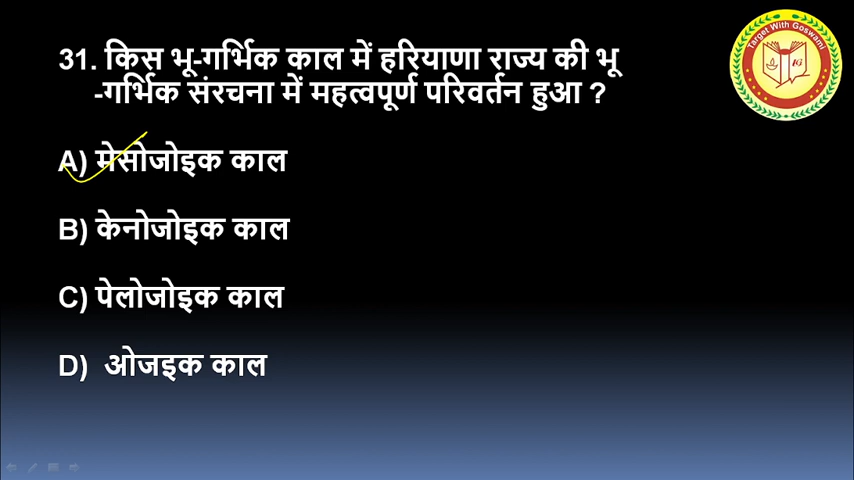 31. किस भू-गर्भिक काल में हरियाणा राज्य की भू
-गर्भिक संरचना में महत्वपूर्ण परिवर्तन हुआ ?
A) मेसोजोइक काल
B) केनोजोइक काल
C) पेलोजोइक काल
D) ओजइक काल
Target With Goswami